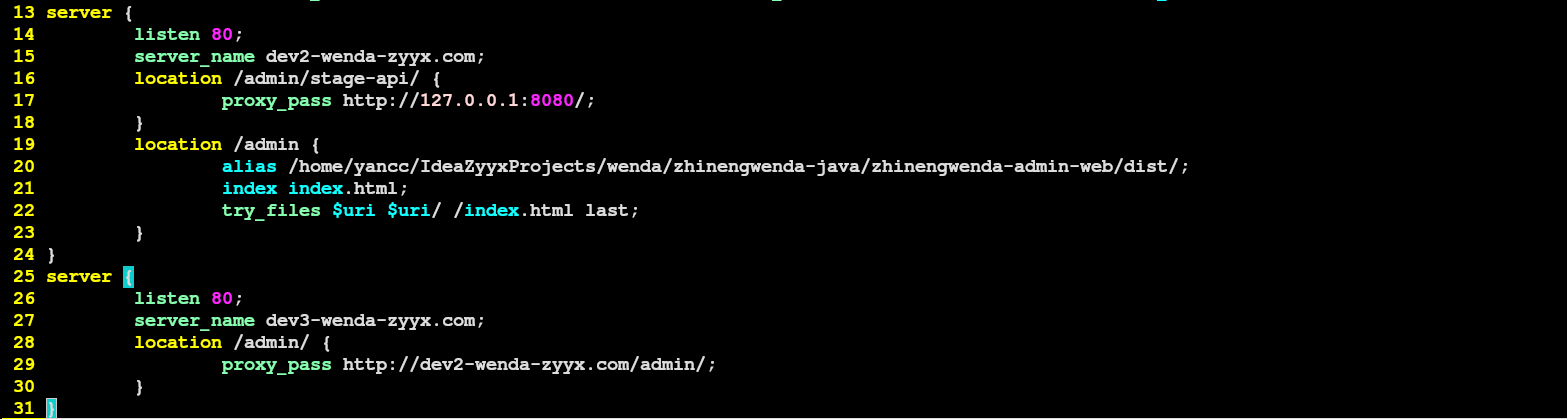 13 server {
14         listen 80;
15         server_name dev2-wenda-zyyx.com;
16         location /admin/stage-api/ {
17                 proxy_pass http://127.0.0.1:8080/;
18         }
19         location /admin {
20                 alias /home/yancc/IdeaZyyxProjects/wenda/zhinengwenda-java/zhinengwenda-admin-web/dist/;
21                 index index.html;
22                 try_files $uri $uri/ /index.html last;
23         }
24 }
25 server {
26         listen 80;
27         server_name dev3-wenda-zyyx.com;
28         location /admin/ {
29                 proxy_pass http://dev2-wenda-zyyx.com/admin/;
30         }
31 }